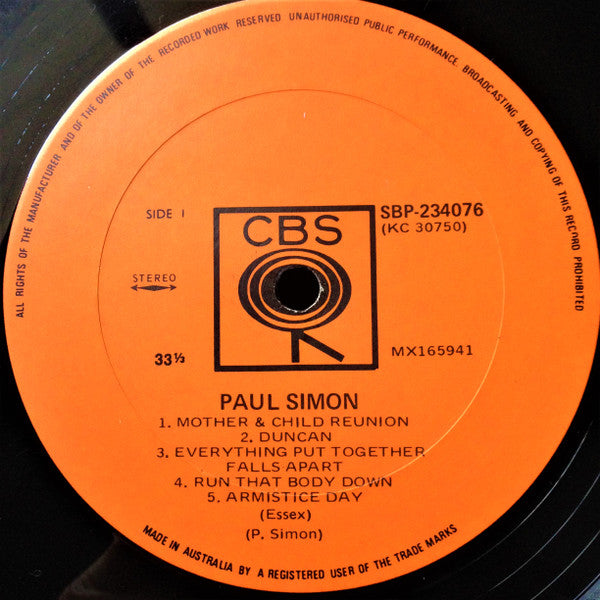 ALL RIGHTS OF THE MANUFACTURER AND OF THE OWNER OF THE RECORDED WORK RESERVED UNAUTHORISED PUBLIC PERFORMANCE, BROADCASTING AND COPYING OF THIS RECORD PROHIBITED
SIDE 1
CBS
SBP-234076
(KC 30750)
STEREO
33⅓
MX165941
PAUL SIMON
1. MOTHER & CHILD REUNION
2. DUNCAN
3. EVERYTHING PUT TOGETHER
FALLS APART
4. RUN THAT BODY DOWN
5. ARMISTICE DAY
(Essex)
(P. Simon)
MADE IN AUSTRALIA BY A REGISTERED USER OF THE TRADE MARKS